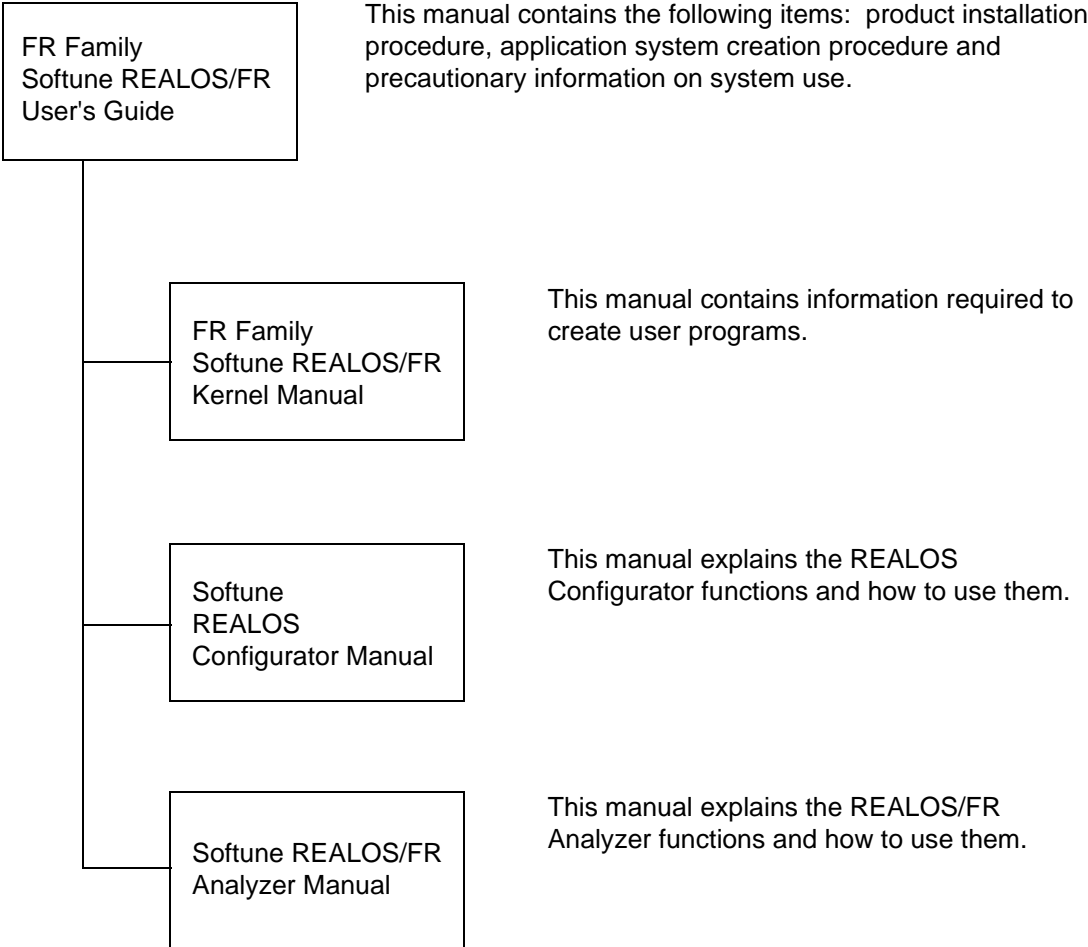 FR Family
Softune REALOS/FR
User's Guide
This manual contains the following items:  product installation
procedure, application system creation procedure and
precautionary information on system use.
FR Family
Softune REALOS/FR
Kernel Manual
This manual contains information required to
create user programs.
Softune
REALOS
Configurator Manual
This manual explains the REALOS
Configurator functions and how to use them.
Softune REALOS/FR
Analyzer Manual
This manual explains the REALOS/FR
Analyzer functions and how to use them.